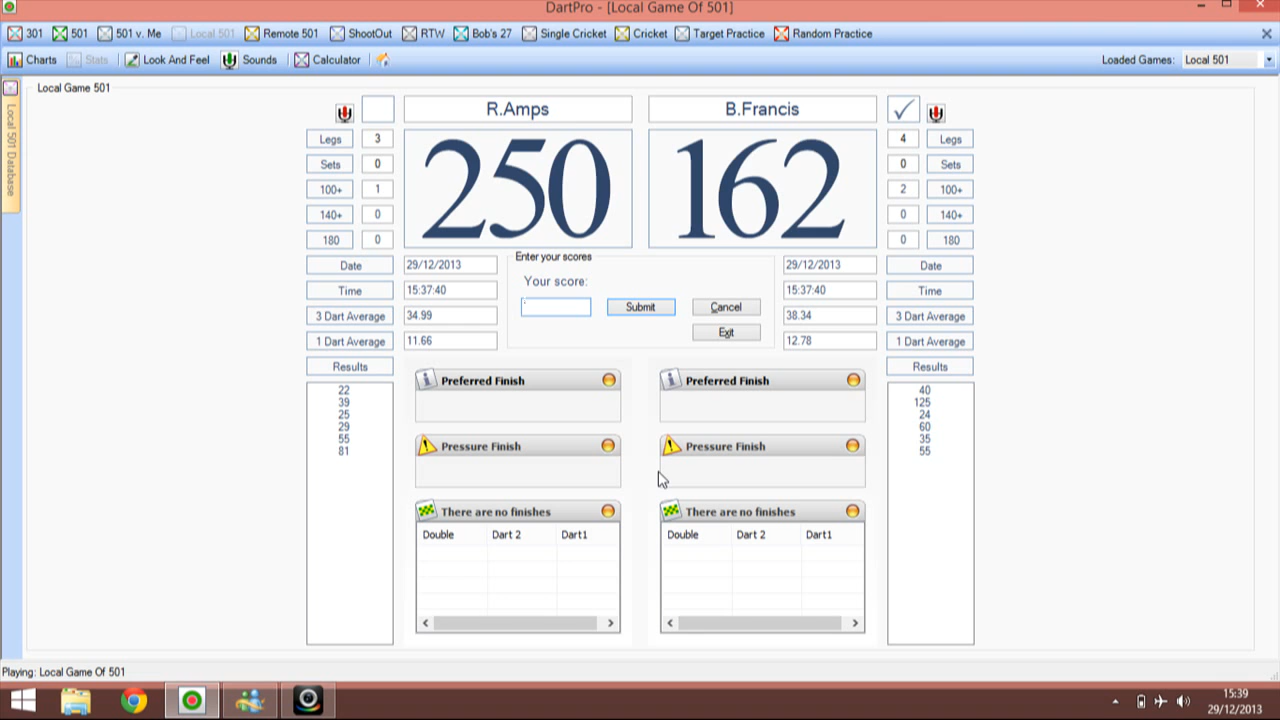 DartPro - [Local Game Of 501]
301 501 501 v. Me Local 501 Remote 501 ShootOut RTW Bob's 27 Single Cricket Cricket Target Practice Random Practice
Charts Stats Look And Feel Sounds Calculator Loaded Games: Local 501
Local 501 Database
Local Game 501
R.Amps B.Francis
Legs 3 250 162 4 Legs
Sets 0 0 Sets
100+ 1 2 100+
140+ 0 0 140+
180 0 0 180
Enter your scores
Date 29/12/2013 29/12/2013 Date
Your score:
Time 15:37:40 15:37:40 Time
Submit Cancel
3 Dart Average 34.99 38.34 3 Dart Average
Exit
1 Dart Average 11.66 12.78 1 Dart Average
Results Results
Preferred Finish Preferred Finish
22 40
39 125
25 24
29 60
55 35
81 55
Pressure Finish Pressure Finish
There are no finishes There are no finishes
Double Dart 2 Dart1 Double Dart 2 Dart1
Playing: Local Game Of 501
15:39
29/12/2013